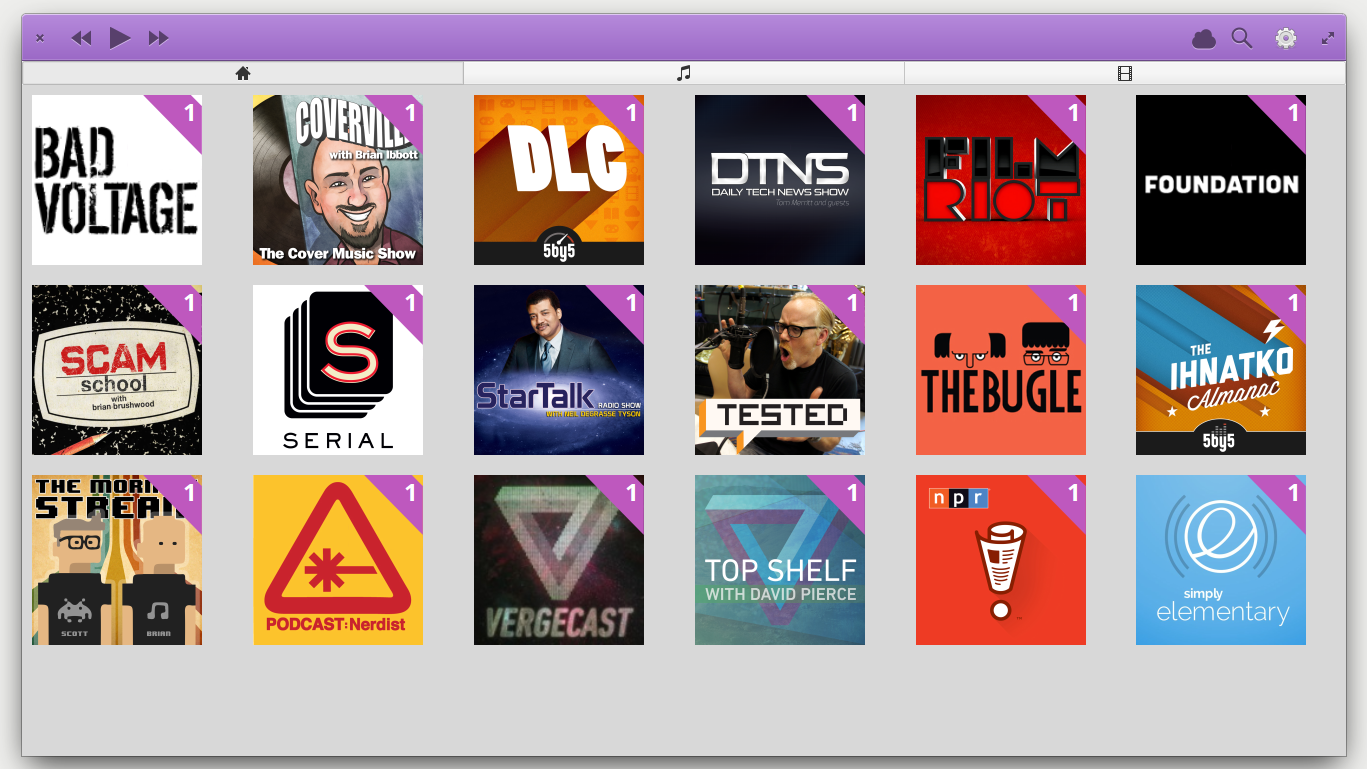 1
BAD
VOLTAGE
1
COVERVILLE
with Brian Ibbott
The Cover Music Show
1
DLC
5by5
1
DTNS
DAILY TECH NEWS SHOW
Tom Merritt and guests
1
FILM
RIOT
1
FOUNDATION
1
SCAM
school
with
brian brushwood
1
S
SERIAL
1
StarTalk
RADIO SHOW
WITH NEIL DEGRASSE TYSON
1
TESTED
1
THE BUGLE
1
THE
IHNATKO
Almanac
5by5
1
THE MORN
STREAM
SCOTT
BRIAN
1
PODCAST:Nerdist
1
VERGECAST
1
TOP SHELF
WITH DAVID PIERCE
1
npr
1
e
simply
elementary